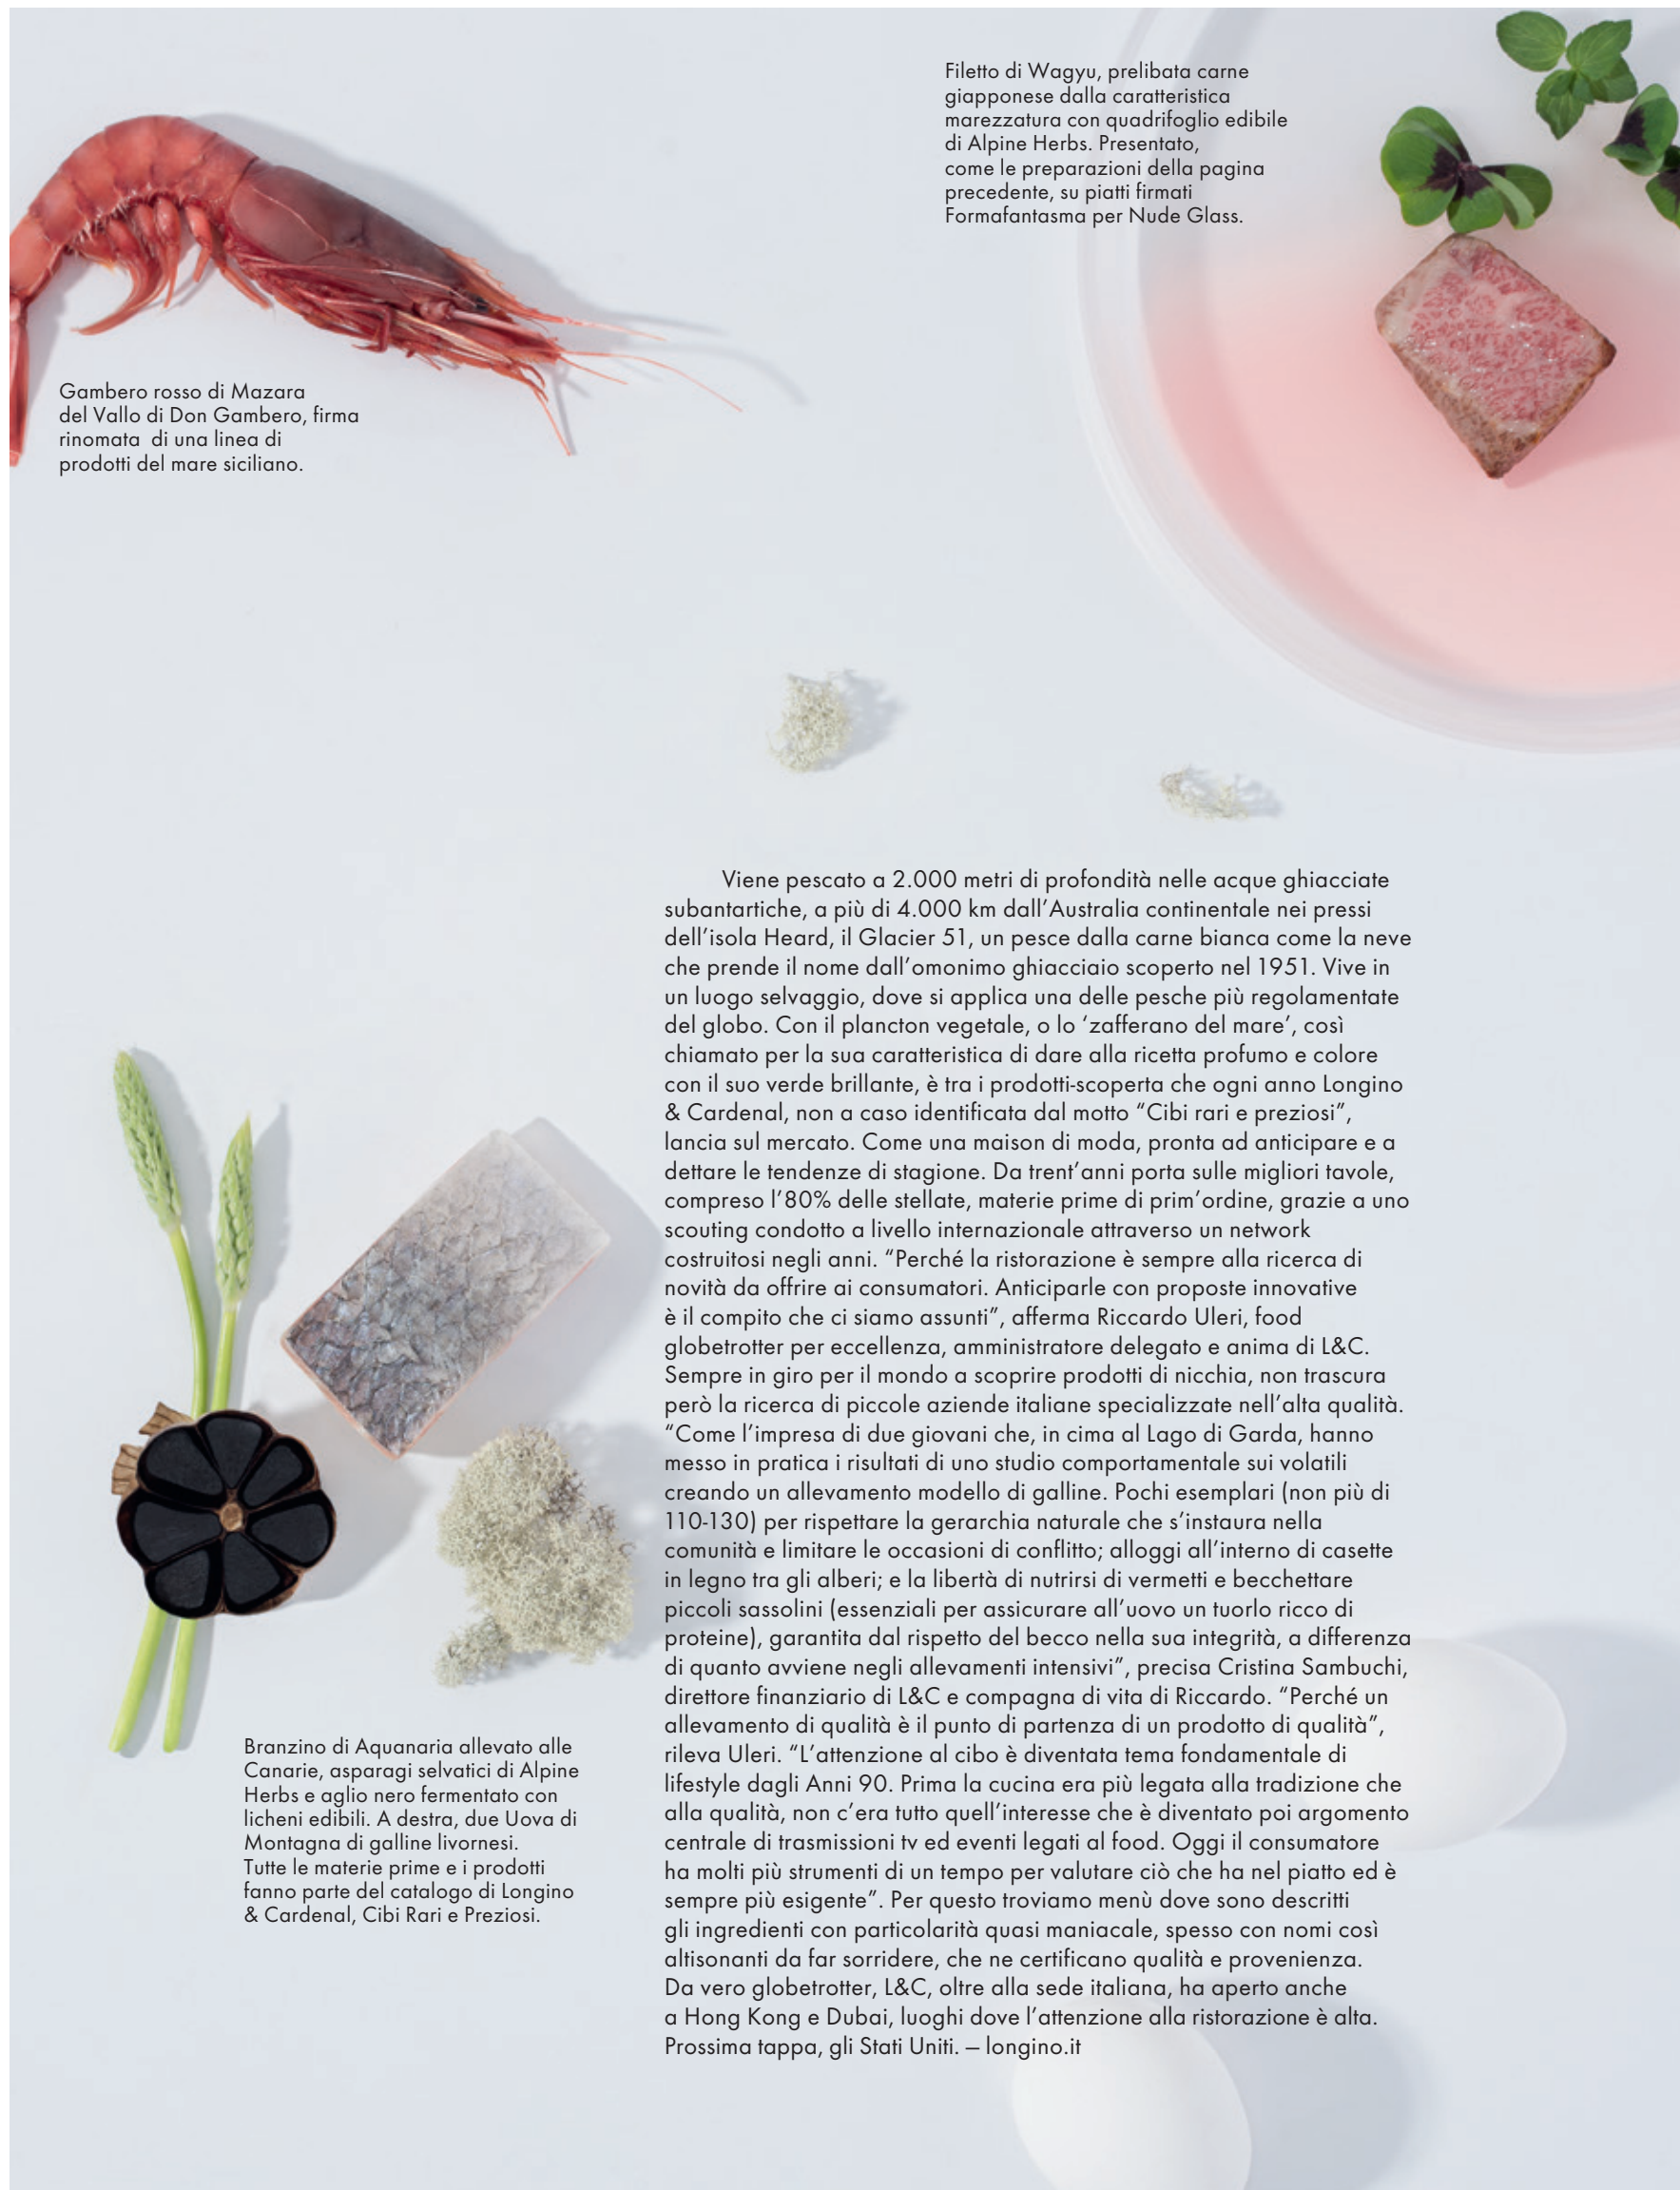 Filetto di Wagyu, prelibata carne
giapponese dalla caratteristica
marezzatura con quadrifoglio edibile
di Alpine Herbs. Presentato,
come le preparazioni della pagina
precedente, su piatti firmati
Formafantasma per Nude Glass.
Gambero rosso di Mazara
del Vallo di Don Gambero, firma
rinomata di una linea di
prodotti del mare siciliano.
Viene pescato a 2.000 metri di profondità nelle acque ghiacciate
subantartiche, a più di 4.000 km dall’Australia continentale nei pressi
dell’isola Heard, il Glacier 51, un pesce dalla carne bianca come la neve
che prende il nome dall’omonimo ghiacciaio scoperto nel 1951. Vive in
un luogo selvaggio, dove si applica una delle pesche più regolamentate
del globo. Con il plancton vegetale, o lo ‘zafferano del mare’, così
chiamato per la sua caratteristica di dare alla ricetta profumo e colore
con il suo verde brillante, è tra i prodotti-scoperta che ogni anno Longino
& Cardenal, non a caso identificata dal motto “Cibi rari e preziosi”,
lancia sul mercato. Come una maison di moda, pronta ad anticipare e a
dettare le tendenze di stagione. Da trent’anni porta sulle migliori tavole,
compreso l’80% delle stellate, materie prime di prim’ordine, grazie a uno
scouting condotto a livello internazionale attraverso un network
costruitosi negli anni. “Perché la ristorazione è sempre alla ricerca di
novità da offrire ai consumatori. Anticiparle con proposte innovative
è il compito che ci siamo assunti”, afferma Riccardo Uleri, food
globetrotter per eccellenza, amministratore delegato e anima di L&C.
Sempre in giro per il mondo a scoprire prodotti di nicchia, non trascura
però la ricerca di piccole aziende italiane specializzate nell’alta qualità.
“Come l’impresa di due giovani che, in cima al Lago di Garda, hanno
messo in pratica i risultati di uno studio comportamentale sui volatili
creando un allevamento modello di galline. Pochi esemplari (non più di
110-130) per rispettare la gerarchia naturale che s’instaura nella
comunità e limitare le occasioni di conflitto; alloggi all’interno di casette
in legno tra gli alberi; e la libertà di nutrirsi di vermetti e becchettare
piccoli sassolini (essenziali per assicurare all’uovo un tuorlo ricco di
proteine), garantita dal rispetto del becco nella sua integrità, a differenza
di quanto avviene negli allevamenti intensivi”, precisa Cristina Sambuchi,
direttore finanziario di L&C e compagna di vita di Riccardo. “Perché un
allevamento di qualità è il punto di partenza di un prodotto di qualità”,
rileva Uleri. “L’attenzione al cibo è diventata tema fondamentale di
lifestyle dagli Anni 90. Prima la cucina era più legata alla tradizione che
alla qualità, non c’era tutto quell’interesse che è diventato poi argomento
centrale di trasmissioni tv ed eventi legati al food. Oggi il consumatore
ha molti più strumenti di un tempo per valutare ciò che ha nel piatto ed è
sempre più esigente”. Per questo troviamo menù dove sono descritti
gli ingredienti con particolarità quasi maniacale, spesso con nomi così
altisonanti da far sorridere, che ne certificano qualità e provenienza.
Da vero globetrotter, L&C, oltre alla sede italiana, ha aperto anche
a Hong Kong e Dubai, luoghi dove l’attenzione alla ristorazione è alta.
Prossima tappa, gli Stati Uniti. — longino.it
Branzino di Aquanaria allevato alle
Canarie, asparagi selvatici di Alpine
Herbs e aglio nero fermentato con
licheni edibili. A destra, due Uova di
Montagna di galline livornesi.
Tutte le materie prime e i prodotti
fanno parte del catalogo di Longino
& Cardenal, Cibi Rari e Preziosi.